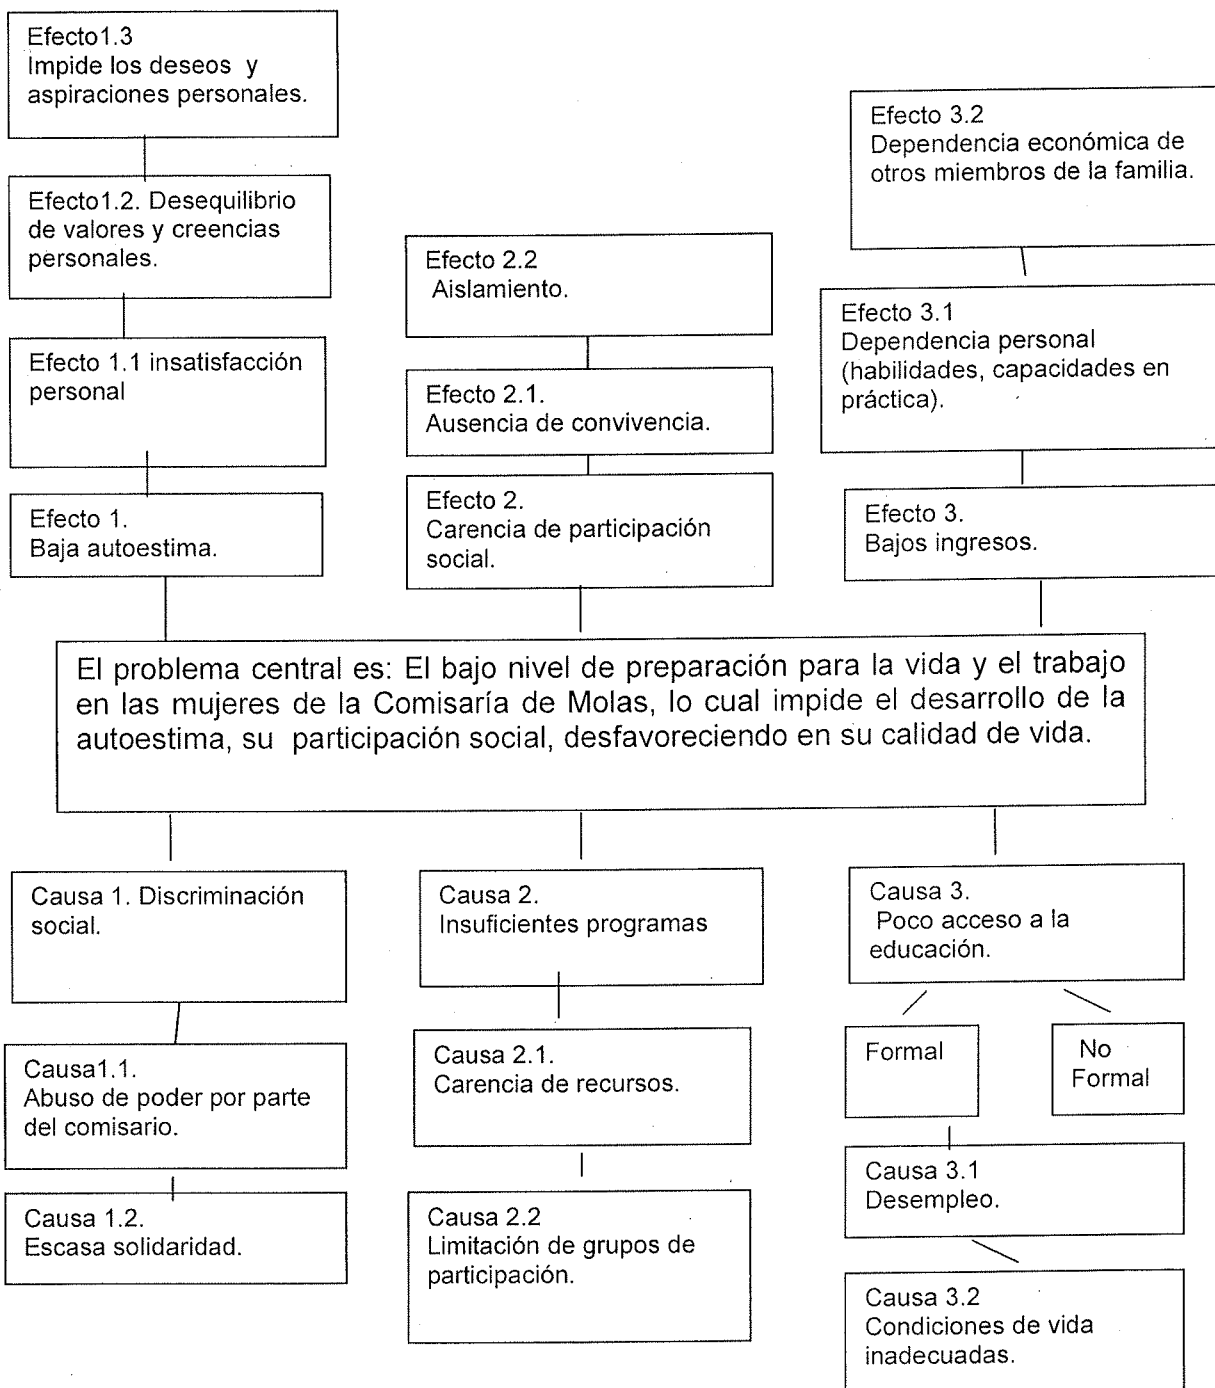 Efecto1.3
Impide los deseos y
aspiraciones personales.
Efecto1.2. Desequilibrio
de valores y creencias
personales.
Efecto 1.1 insatisfacción
personal
Efecto 1.
Baja autoestima.
Efecto 2.2
Aislamiento.
Efecto 2.1.
Ausencia de convivencia.
Efecto 2.
Carencia de participación
social.
Efecto 3.2
Dependencia económica de
otros miembros de la familia.
Efecto 3.1
Dependencia personal
(habilidades, capacidades en
práctica).
Efecto 3.
Bajos ingresos.
El problema central es: El bajo nivel de preparación para la vida y el trabajo
en las mujeres de la Comisaría de Molas, lo cual impide el desarrollo de la
autoestima, su participación social, desfavoreciendo en su calidad de vida.
Causa 1. Discriminación
social.
Causa1.1.
Abuso de poder por parte
del comisario.
Causa 1.2.
Escasa solidaridad.
Causa 2.
Insuficientes programas
Causa 2.1.
Carencia de recursos.
Causa 2.2
Limitación de grupos de
participación.
Causa 3.
Poco acceso a la
educación.
Formal
No
Formal
Causa 3.1
Desempleo.
Causa 3.2
Condiciones de vida
inadecuadas.